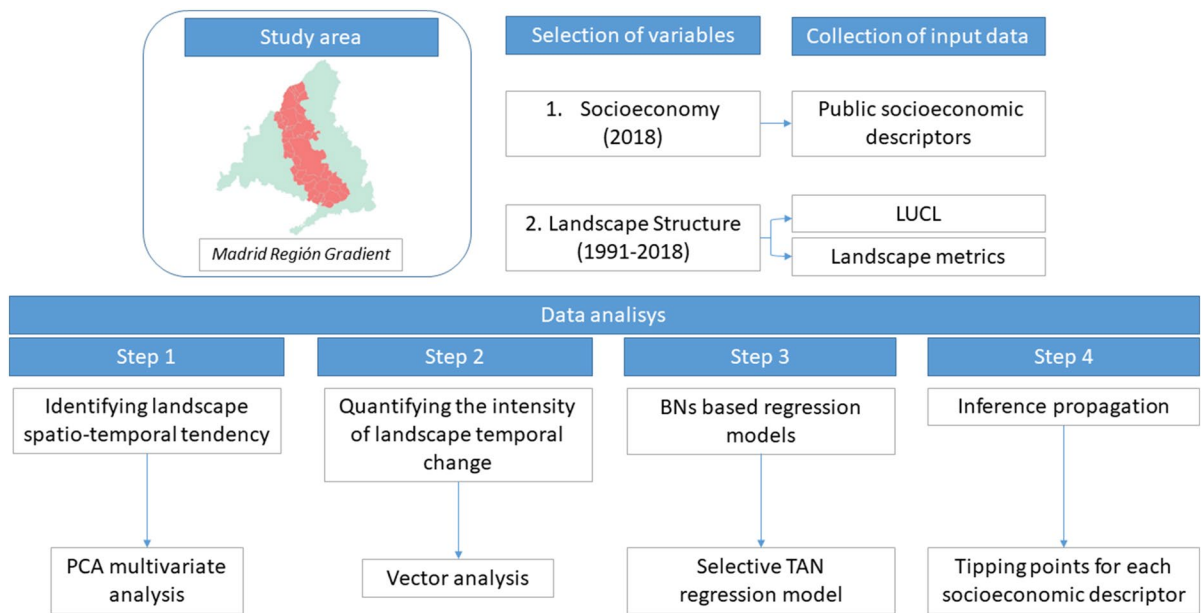 Study area
Madrid Región Gradient
Selection of variables
Collection of input data
1. Socioeconomy
(2018)
Public socioeconomic
descriptors
2. Landscape Structure
(1991-2018)
LUCL
Landscape metrics
Data analisys
Step 1
Step 2
Step 3
Step 4
Identifying landscape
spatio-temporal tendency
Quantifying the intensity
of landscape temporal
change
BNs based regression
models
Inference propagation
PCA multivariate
analysis
Vector analysis
Selective TAN
regression model
Tipping points for each
socioeconomic descriptor